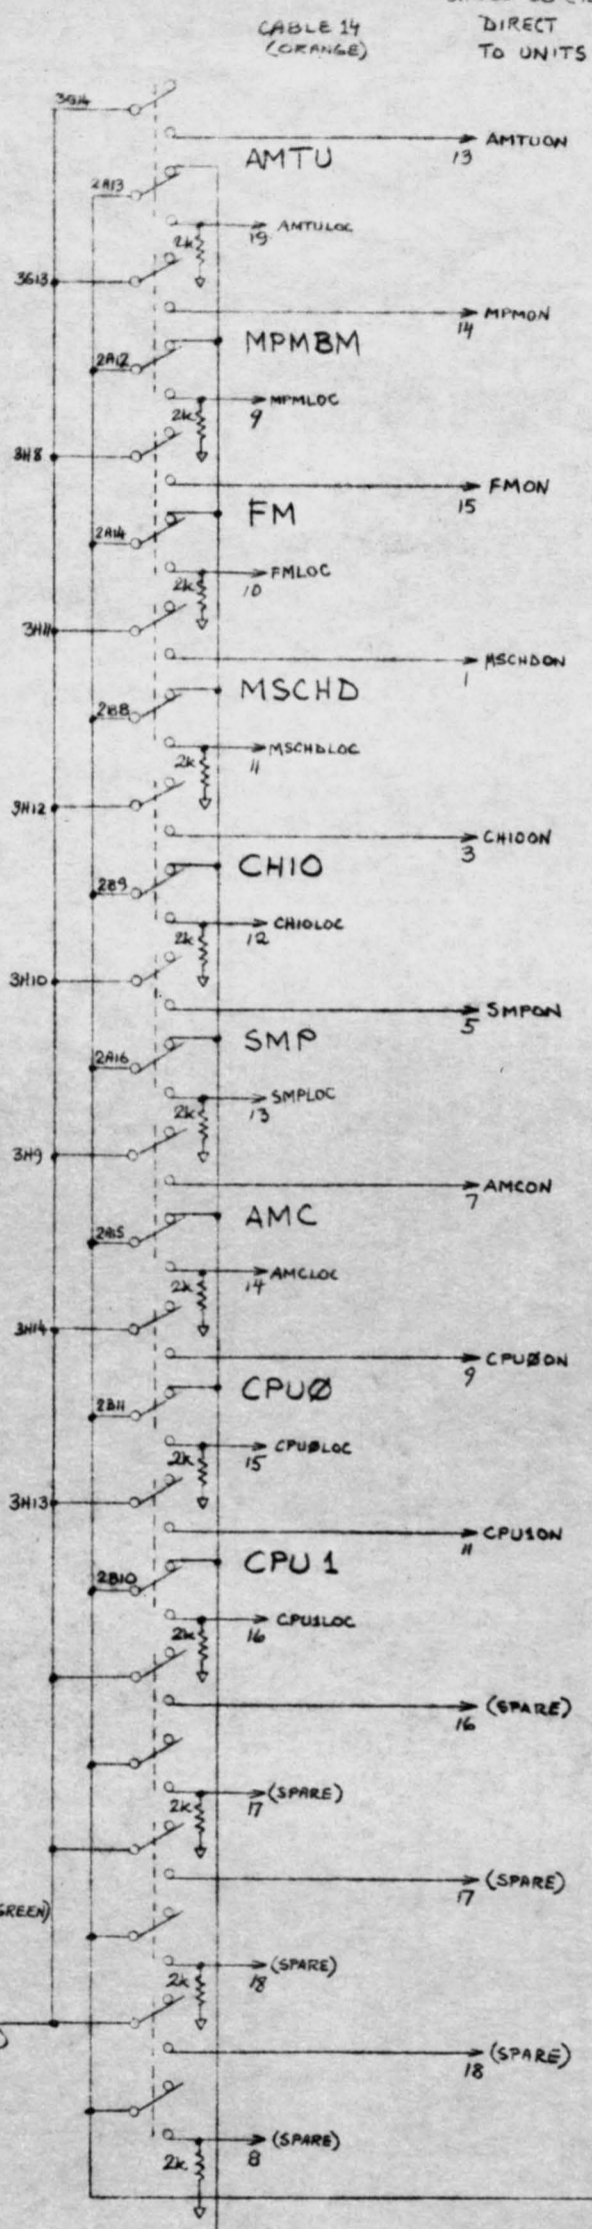 CABLE 14
(ORANGE)
DIRECT
TO UNITS
3G14
13 AMTUON
AMTU
2A13
19 AMTULOC
2k
3G13
14 MPMON
MPMBM
2A12
9 MPMLOC
2k
3H8
15 FMON
FM
2A14
10 FMLOC
2k
3H11
1 MSCHDON
MSCHD
2B8
11 MSCHDLOC
2k
3H12
3 CHIOON
CHIO
2B9
12 CHIOLOC
2k
3H10
5 SMPON
SMP
2A16
13 SMPLOC
2k
3H9
7 AMCON
AMC
2A15
14 AMCLOC
2k
3H14
9 CPUØON
CPUØ
2B11
15 CPUØLOC
2k
3H13
11 CPU1ON
CPU 1
2B10
16 CPU1LOC
2k
16 (SPARE)
17 (SPARE)
2k
17 (SPARE)
GREEN)
18 (SPARE)
2k
18 (SPARE)
8 (SPARE)
2k